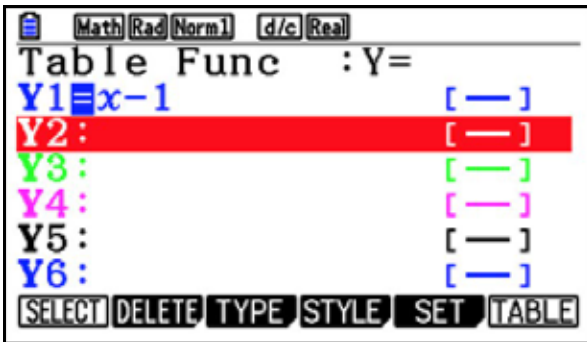 Math Rad Norm1 d/c Real
Table Func :Y=
Y1=x−1 [—]
Y2: [—]
Y3: [—]
Y4: [—]
Y5: [—]
Y6: [—]
SELECT DELETE TYPE STYLE SET TABLE